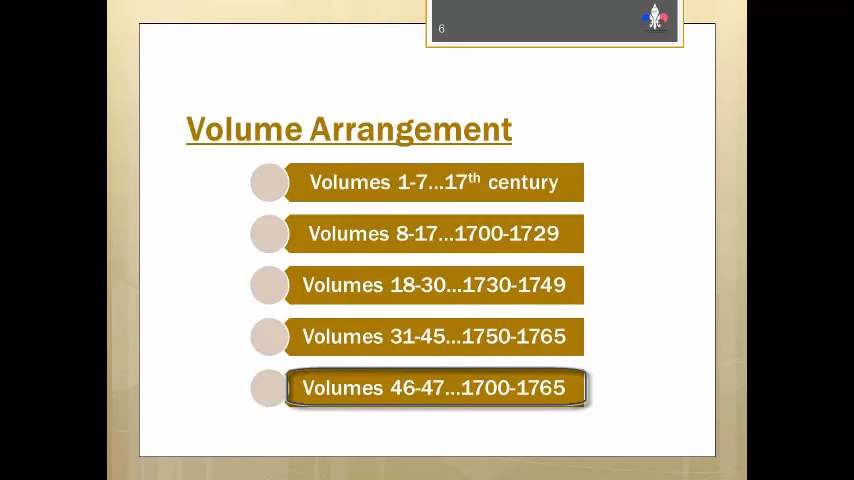 6
Volume Arrangement
Volumes 1-7...17th century
Volumes 8-17...1700-1729
Volumes 18-30...1730-1749
Volumes 31-45...1750-1765
Volumes 46-47...1700-1765